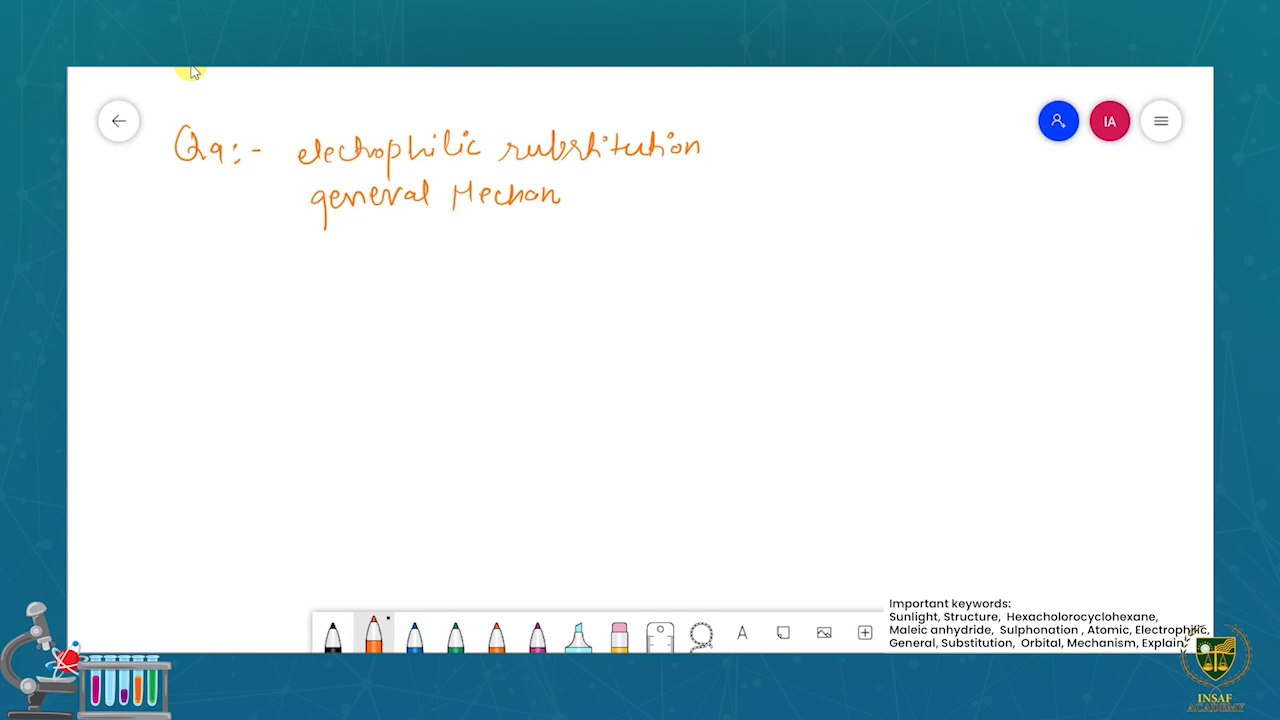 Q9:- electrophilic substitution
general Mechan
IA
A
Important keywords:
Sunlight, Structure, Hexacholorocyclohexane,
Maleic anhydride, Sulphonation , Atomic, Electrophilic,
General, Substitution, Orbital, Mechanism, Explain
INSAF
ACADEMY